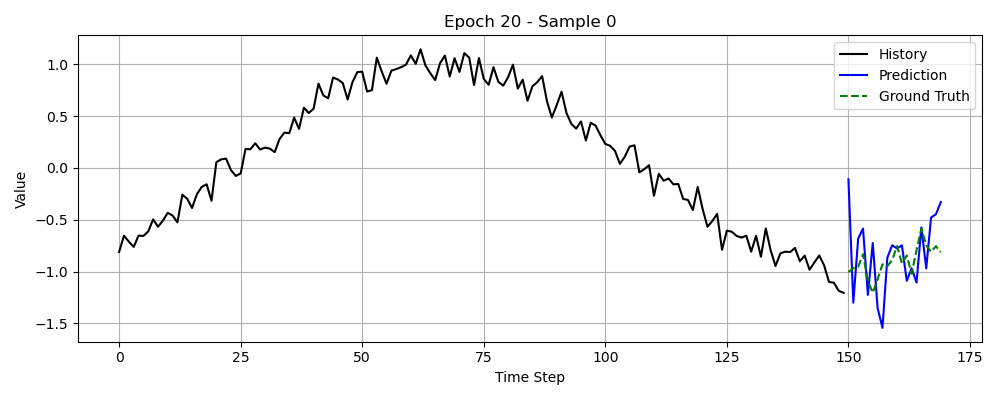 Epoch 20 - Sample 0
History
Prediction
Ground Truth
Value
1.0
0.5
0.0
−0.5
−1.0
−1.5
0 25 50 75 100 125 150 175
Time Step